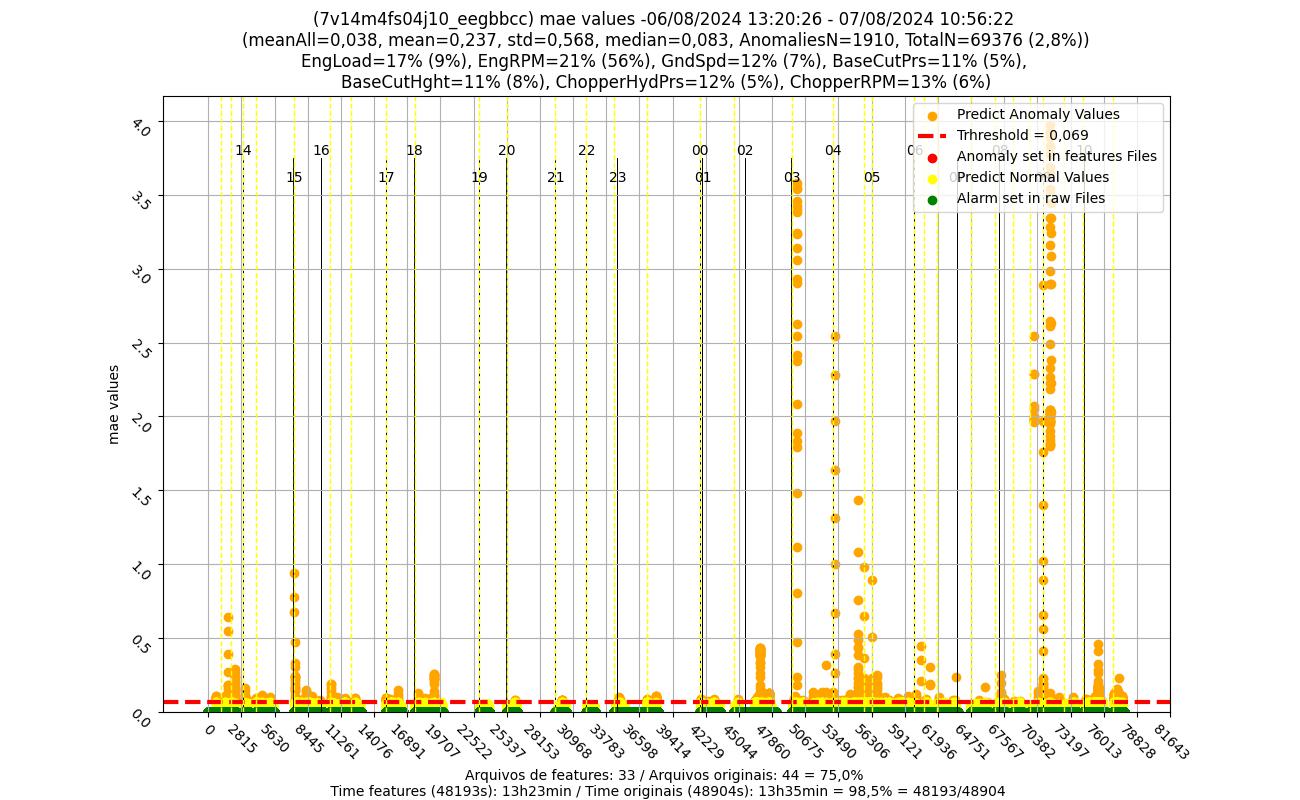 (7v14m4fs04j10_eegbbcc) mae values -06/08/2024 13:20:26 - 07/08/2024 10:56:22
(meanAll=0,038, mean=0,237, std=0,568, median=0,083, AnomaliesN=1910, TotalN=69376 (2,8%))
EngLoad=17% (9%), EngRPM=21% (56%), GndSpd=12% (7%), BaseCutPrs=11% (5%),
BaseCutHght=11% (8%), ChopperHydPrs=12% (5%), ChopperRPM=13% (6%)
Predict Anomaly Values
Trhreshold = 0,069
Anomaly set in features Files
Predict Normal Values
Alarm set in raw Files
14 16 18 20 22 00 02 04 06 08 10
15 17 19 21 23 01 03 05
mae values
4.0
3.5
3.0
2.5
2.0
1.5
1.0
0.5
0.0
0 2815 5630 8445 11261 14076 16891 19707 22522 25337 28153 30968 33783 36598 39414 42229 45044 47860 50675 53490 56306 59121 61936 64751 67567 70382 73197 76013 78828 81643
Arquivos de features: 33 / Arquivos originais: 44 = 75,0%
Time features (48193s): 13h23min / Time originais (48904s): 13h35min = 98,5% = 48193/48904